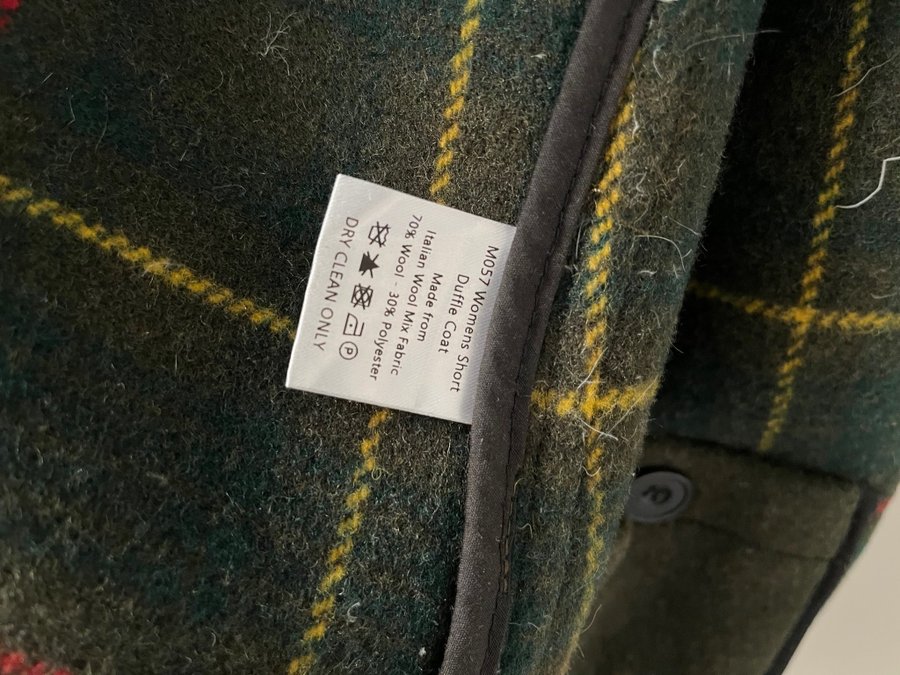 M057 Womens Short
Duffle Coat
Made from
Italian Wool Mix Fabric
70% Wool - 30% Polyester
P
DRY CLEAN ONLY